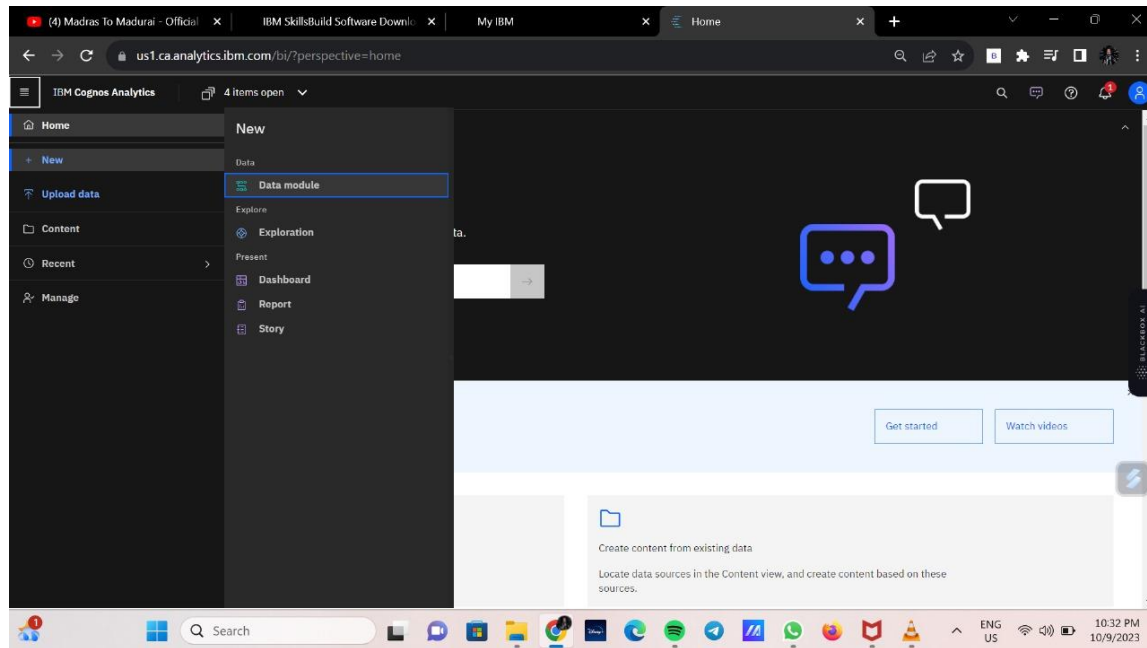 (4) Madras To Madurai - Official
IBM SkillsBuild Software Downlo
My IBM
Home
us1.ca.analytics.ibm.com/bi/?perspective=home
B
IBM Cognos Analytics
4 items open
Home
New
New
Data
Upload data
Data module
Explore
Content
Exploration
ta.
Recent
Present
Dashboard
Manage
Report
Story
BLACKBOX AI
Get started
Watch videos
Create content from existing data
Locate data sources in the Content view, and create content based on these
sources.
1
Search
ENG
US
10:32 PM
10/9/2023